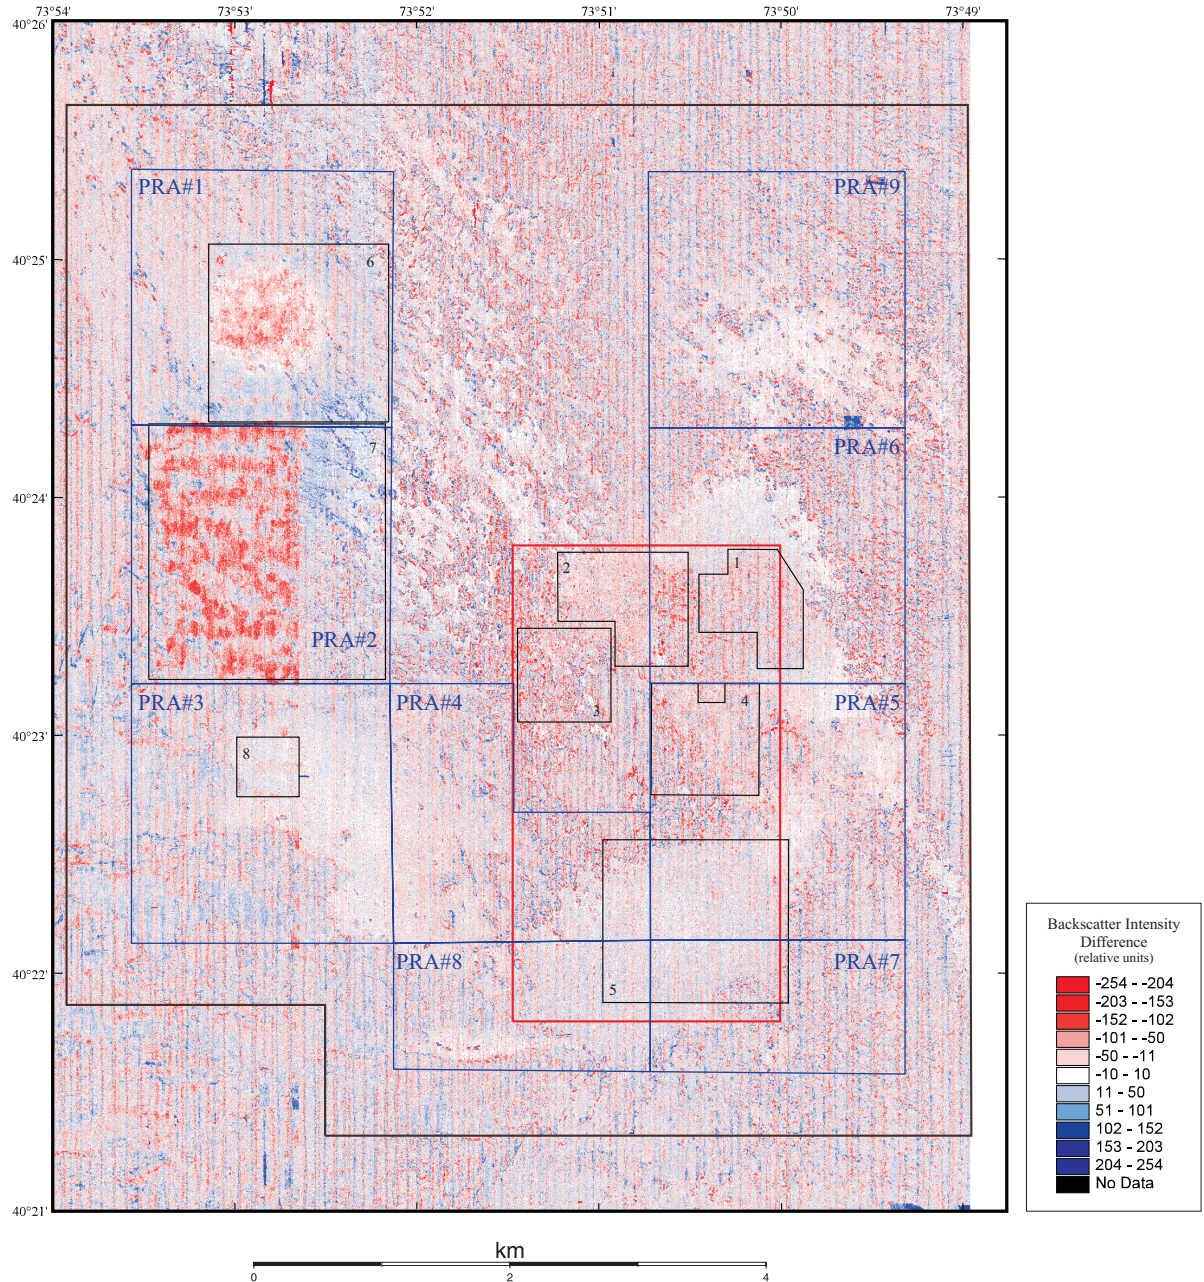 73°54' 73°53' 73°52' 73°51' 73°50' 73°49'
40°26'
PRA#1 PRA#9
40°25' 6
PRA#6
7
40°24'
2 1
PRA#2
PRA#3 PRA#4 3 4 PRA#5
40°23'
8
PRA#8 PRA#7
40°22'
5
40°21'
km
0 2 4
Backscatter Intensity
Difference
(relative units)
-254 - -204
-203 - -153
-152 - -102
-101 - -50
-50 - -11
-10 - 10
11 - 50
51 - 101
102 - 152
153 - 203
204 - 254
No Data